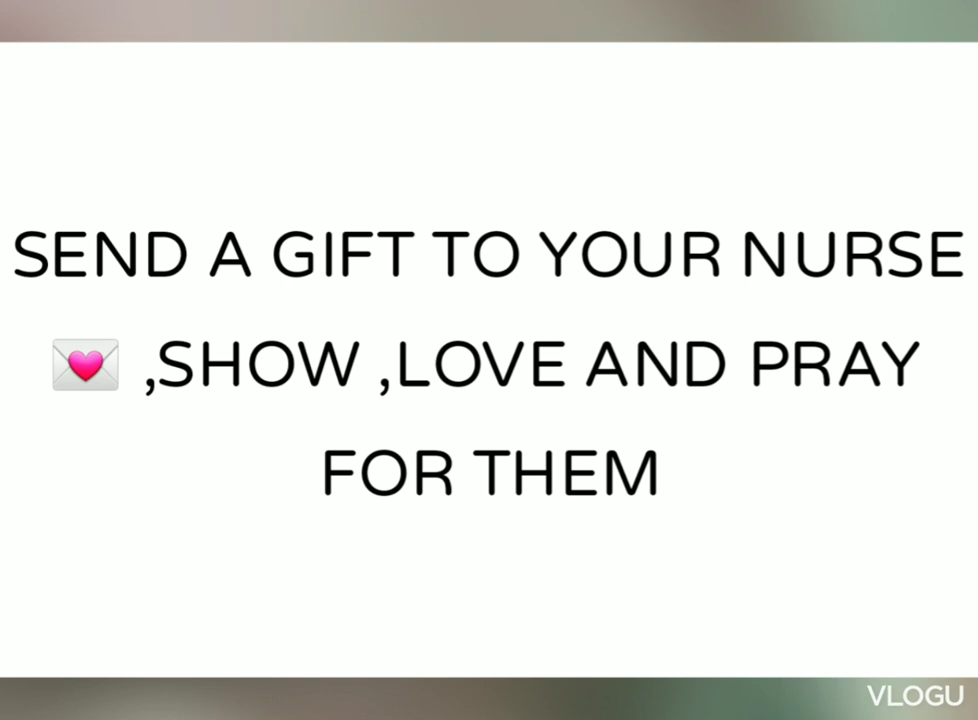 SEND A GIFT TO YOUR NURSE
💌 ,SHOW ,LOVE AND PRAY
FOR THEM
VLOGU